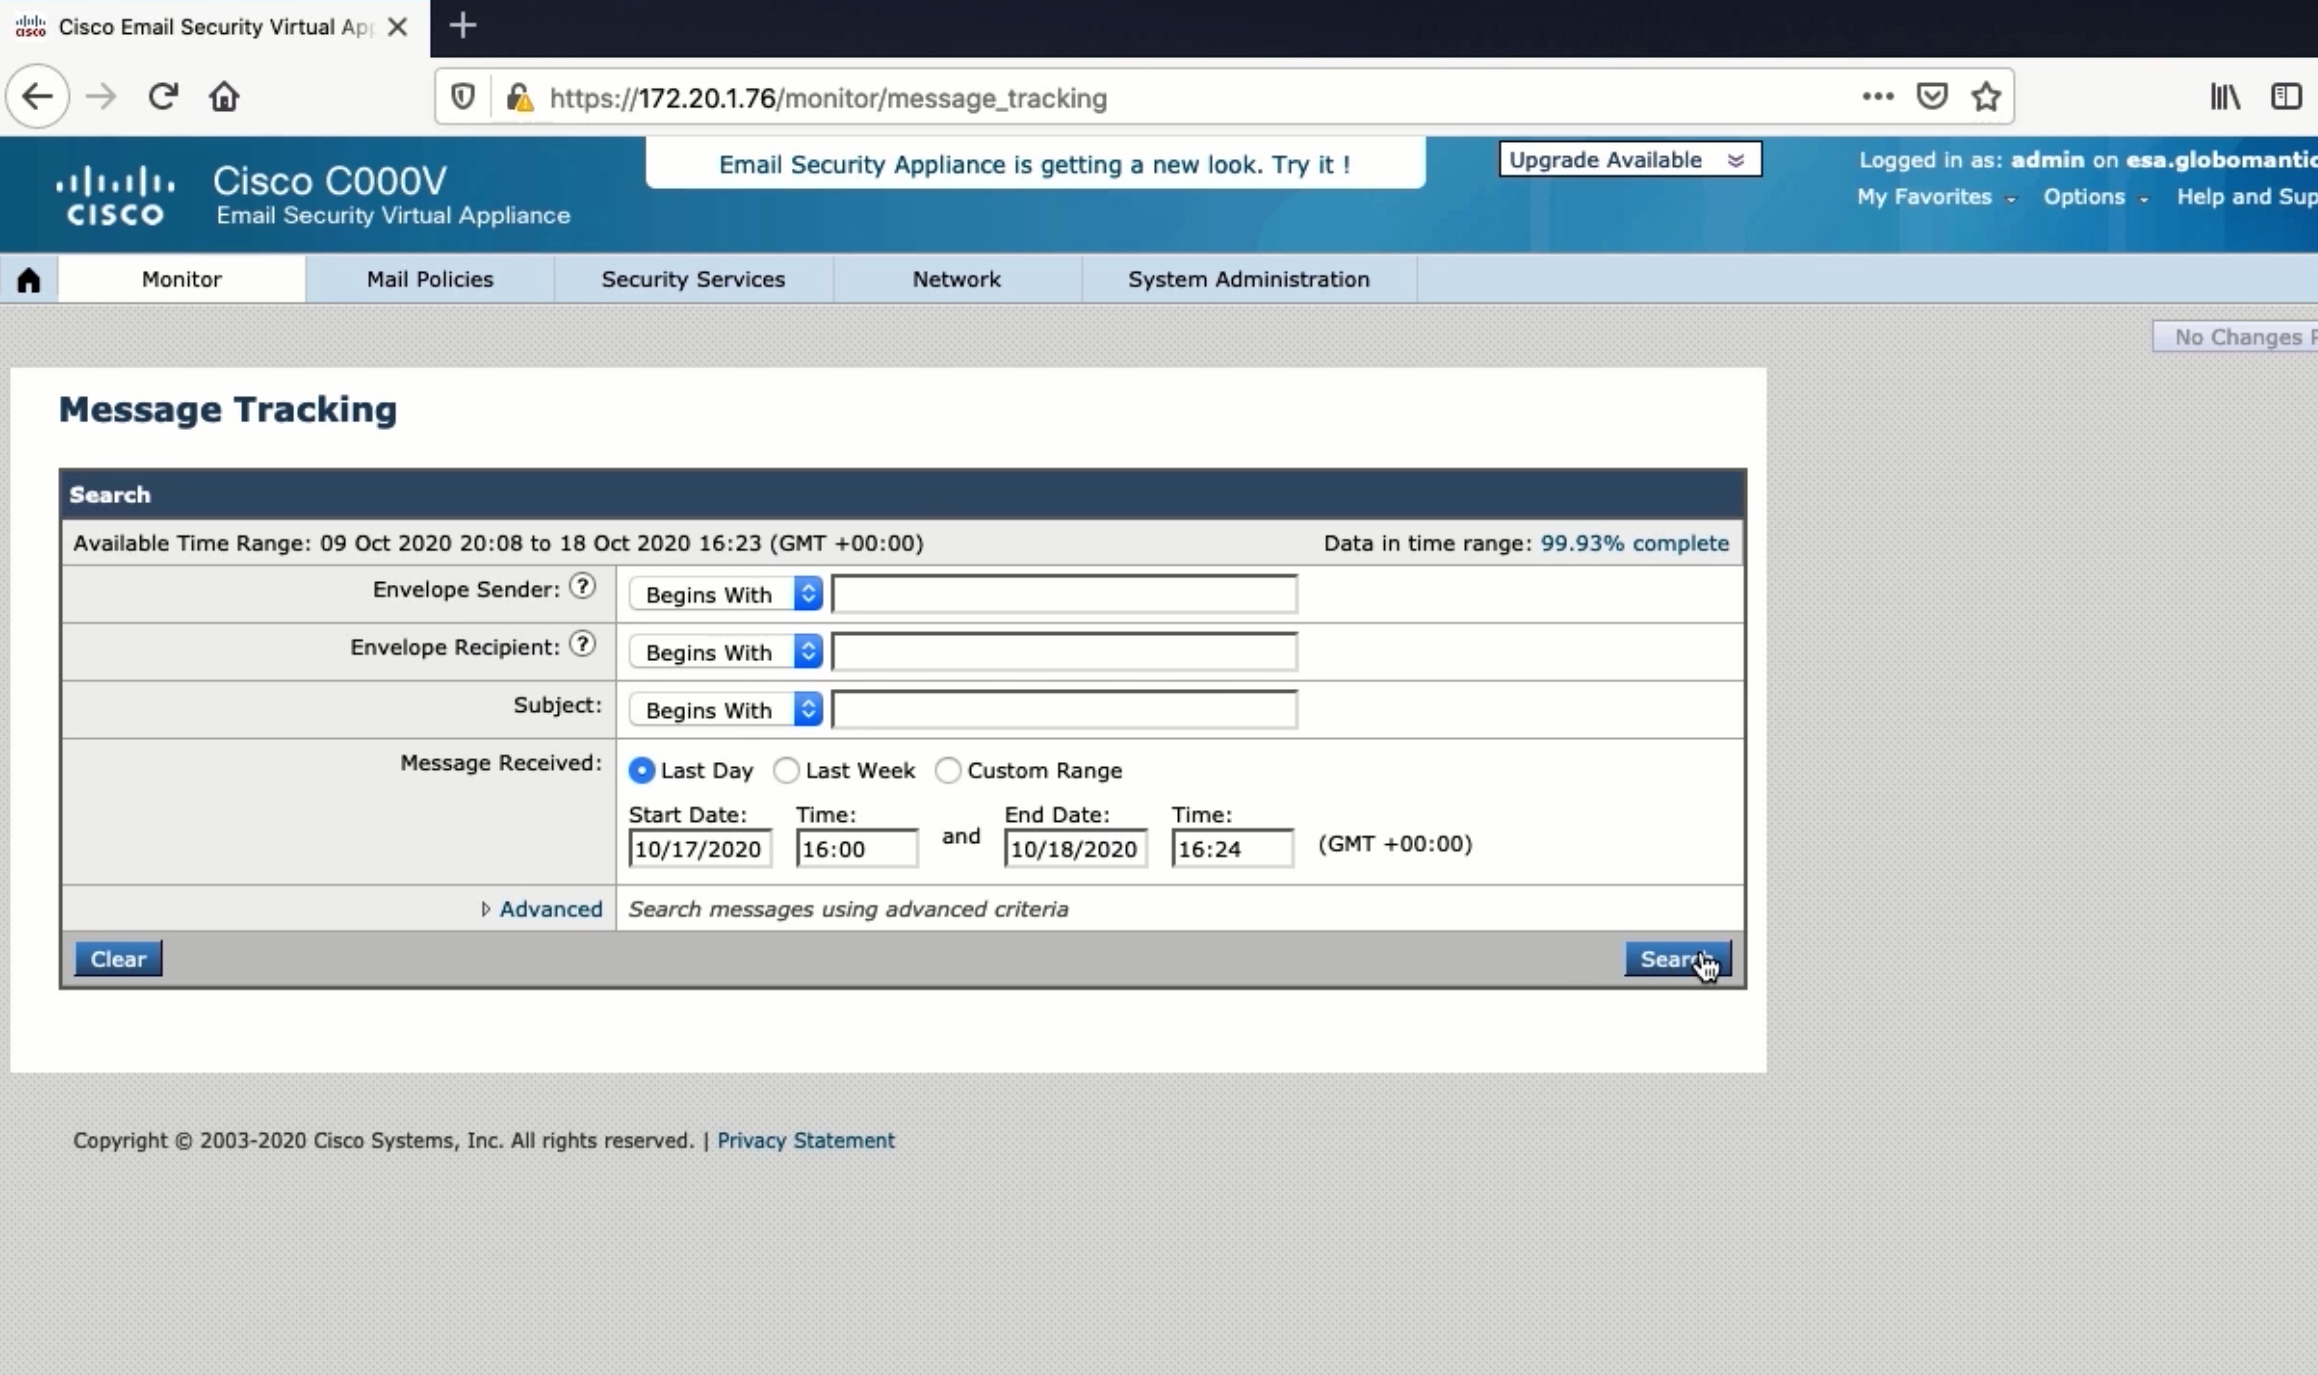 Cisco Email Security Virtual App
https://172.20.1.76/monitor/message_tracking
CISCO
Cisco C000V
Email Security Virtual Appliance
Email Security Appliance is getting a new look. Try it !
Upgrade Available
Logged in as: admin on esa.globomantic
My Favorites Options Help and Sup
Monitor Mail Policies Security Services Network System Administration
No Changes P
Message Tracking
Search
Available Time Range: 09 Oct 2020 20:08 to 18 Oct 2020 16:23 (GMT +00:00) Data in time range: 99.93% complete
Envelope Sender: ? Begins With
Envelope Recipient: ? Begins With
Subject: Begins With
Message Received: Last Day Last Week Custom Range
Start Date: Time: End Date: Time:
10/17/2020 16:00 and 10/18/2020 16:24 (GMT +00:00)
Advanced Search messages using advanced criteria
Clear Search
Copyright © 2003-2020 Cisco Systems, Inc. All rights reserved. | Privacy Statement